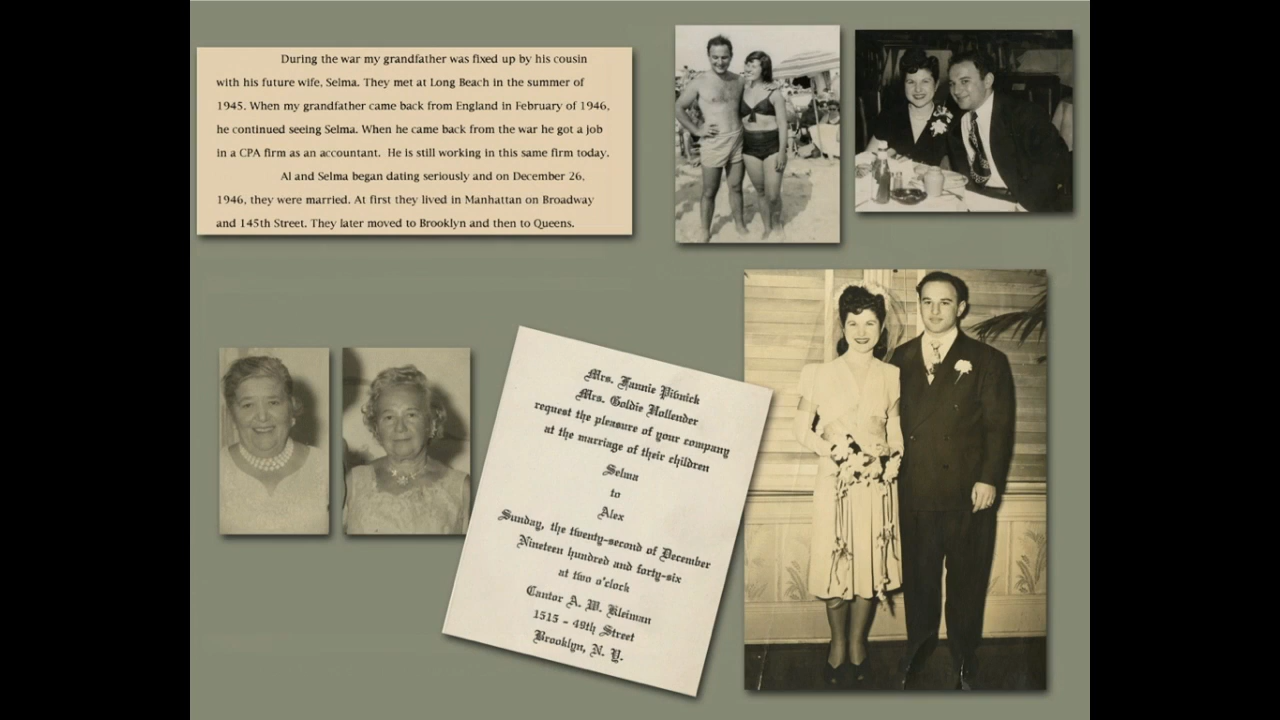 During the war my grandfather was fixed up by his cousin
with his future wife, Selma. They met at Long Beach in the summer of
1945. When my grandfather came back from England in February of 1946,
he continued seeing Selma. When he came back from the war he got a job
in a CPA firm as an accountant. He is still working in this same firm today.
Al and Selma began dating seriously and on December 26,
1946, they were married. At first they lived in Manhattan on Broadway
and 145th Street. They later moved to Brooklyn and then to Queens.
Mrs. Fannie Pivnick
Mrs. Goldie Hollender
request the pleasure of your company
at the marriage of their children
Selma
to
Alex
Sunday, the twenty-second of December
Nineteen hundred and forty-six
at two o'clock
Cantor A. W. Kleiman
1515 - 49th Street
Brooklyn, N. Y.